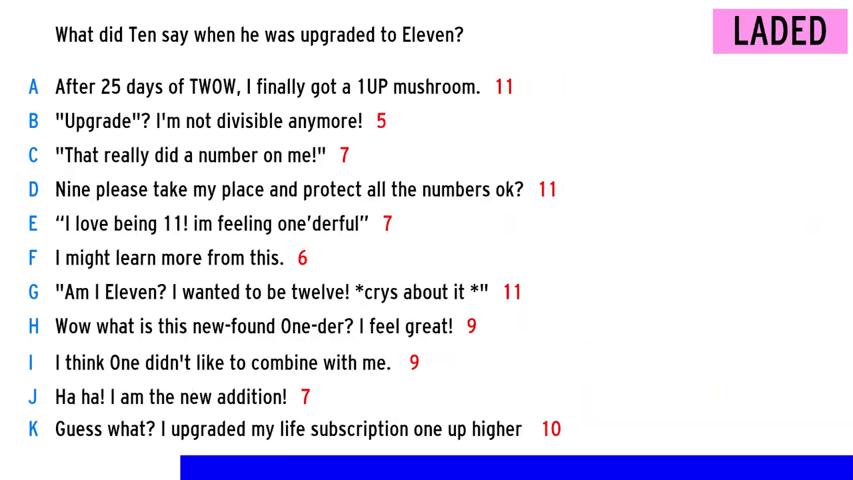 What did Ten say when he was upgraded to Eleven?
LADED
A After 25 days of TWOW, I finally got a 1UP mushroom. 11
B "Upgrade"? I'm not divisible anymore! 5
C "That really did a number on me!" 7
D Nine please take my place and protect all the numbers ok? 11
E “I love being 11! im feeling one’derful” 7
F I might learn more from this. 6
G "Am I Eleven? I wanted to be twelve! *crys about it *" 11
H Wow what is this new-found One-der? I feel great! 9
I I think One didn't like to combine with me. 9
J Ha ha! I am the new addition! 7
K Guess what? I upgraded my life subscription one up higher 10